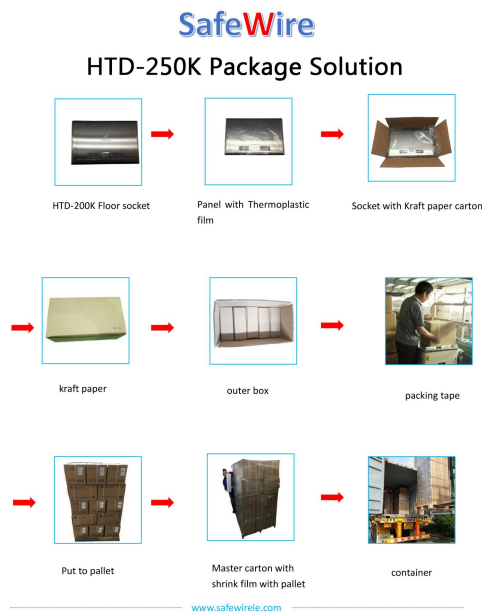 SafeWire
HTD-250K Package Solution
HTD-200K Floor socket
Panel with Thermoplastic
film
Socket with Kraft paper carton
kraft paper
outer box
packing tape
Put to pallet
Master carton with
shrink film with pallet
container
www.safewirele.com